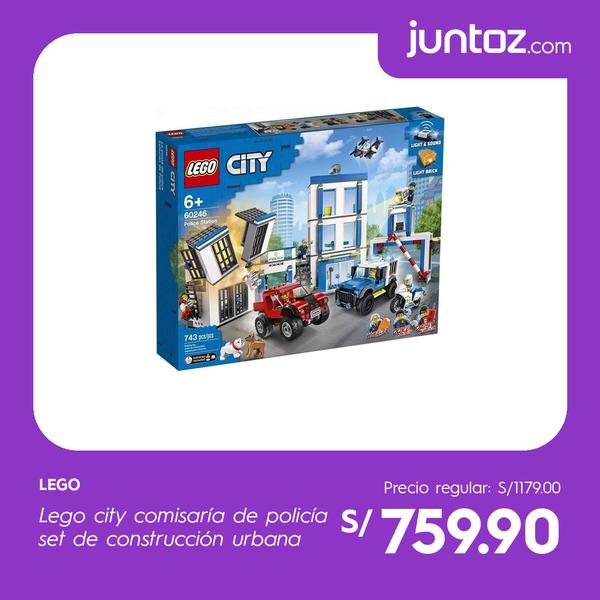 juntoz.com
LEGO CITY
LIGHT & SOUND
LIGHT BRICK
6+
60246
Police Station
743 pcs/pzs
LEGO
Precio regular: S/1179.00
Lego city comisaría de policía
set de construcción urbana
S/759.90